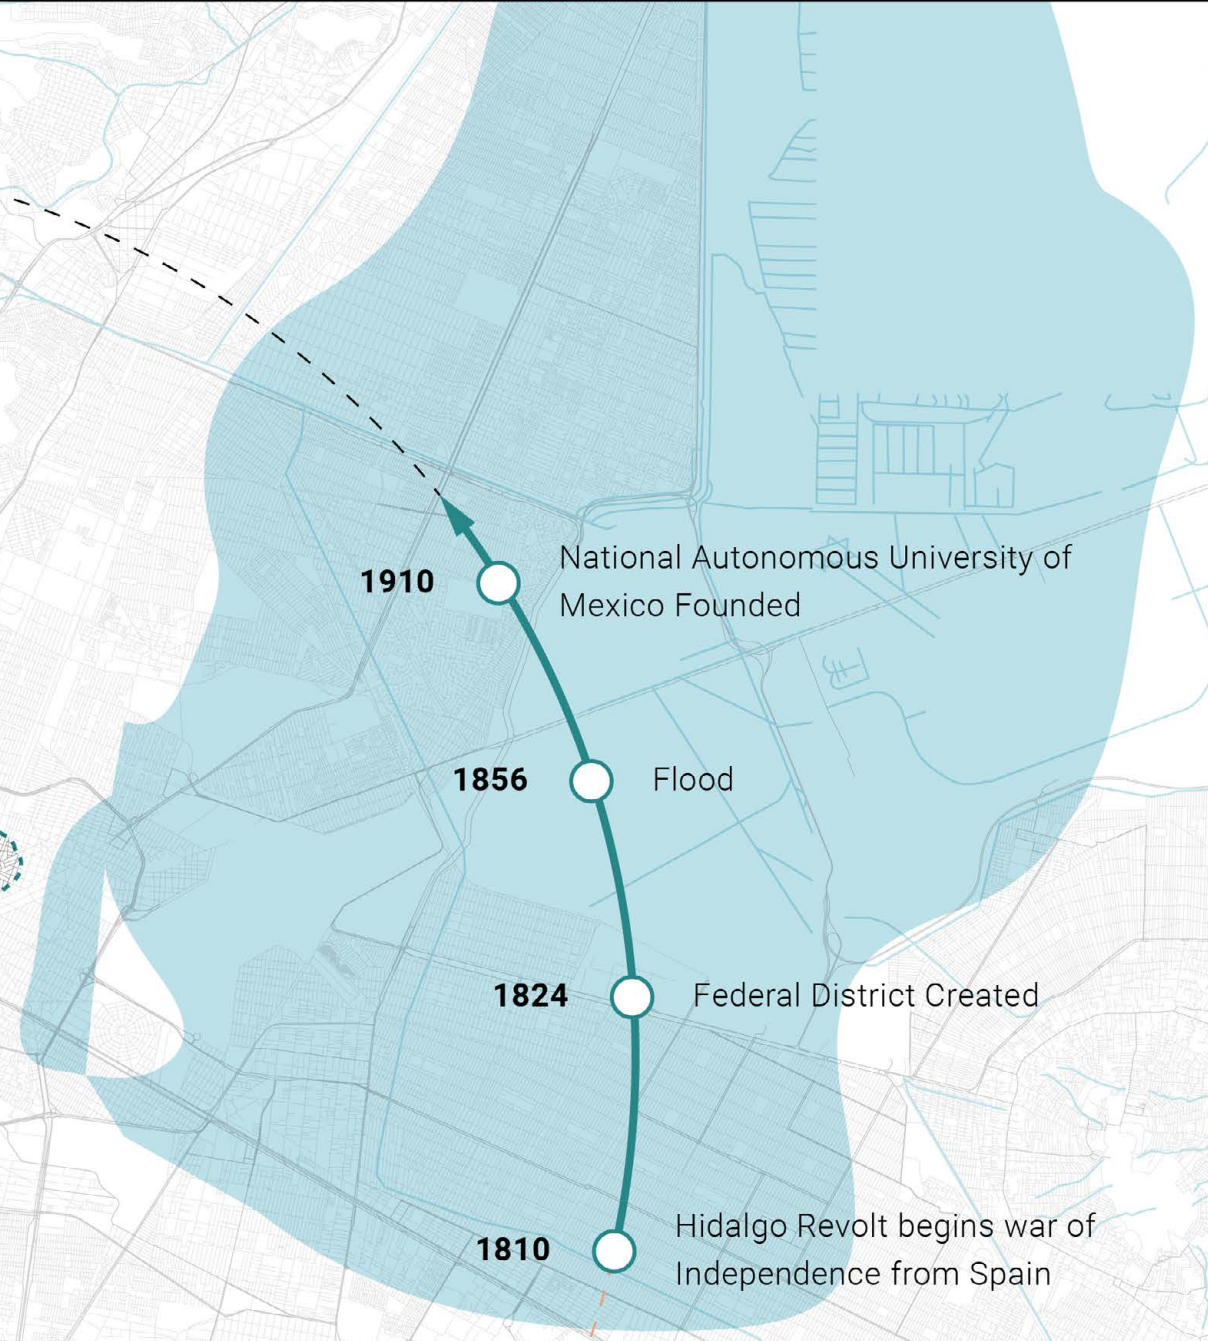 1910
National Autonomous University of
Mexico Founded
1856
Flood
1824
Federal District Created
1810
Hidalgo Revolt begins war of
Independence from Spain